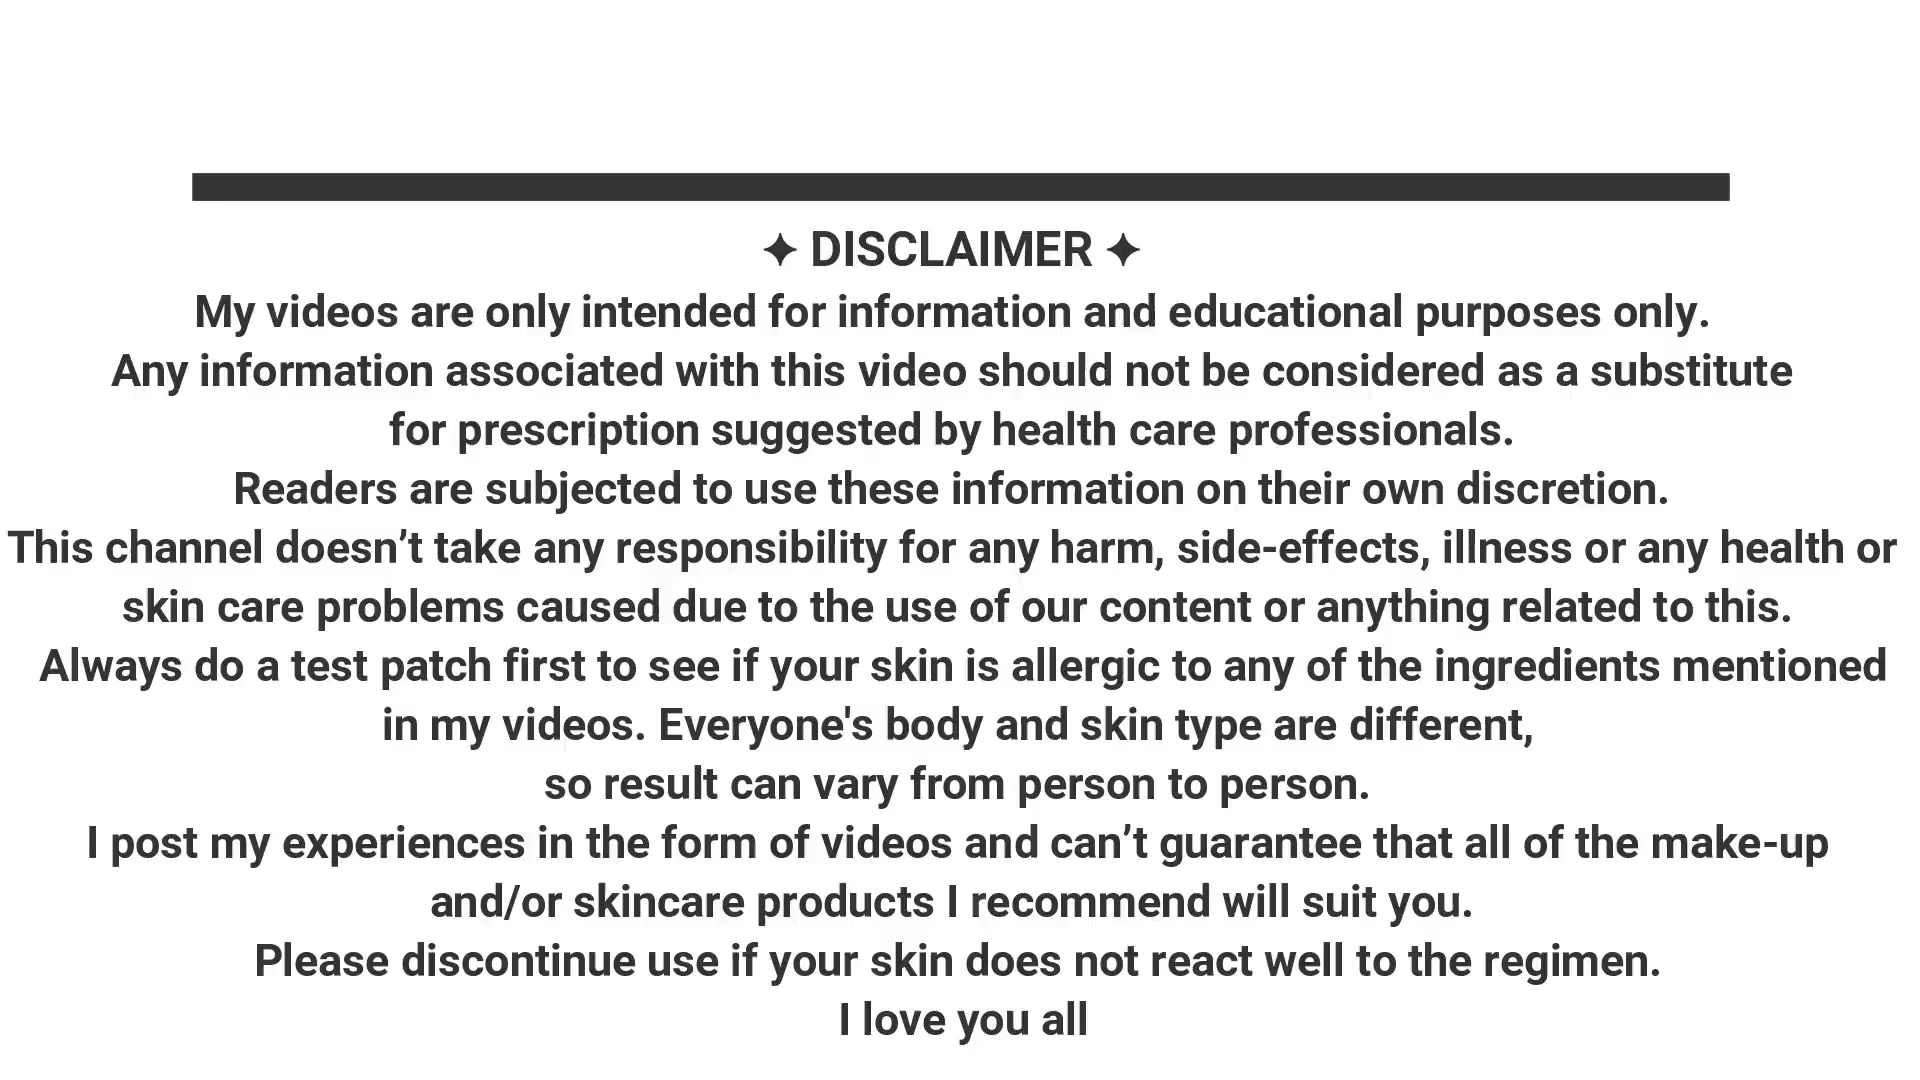 ✦ DISCLAIMER ✦
My videos are only intended for information and educational purposes only.
Any information associated with this video should not be considered as a substitute
for prescription suggested by health care professionals.
Readers are subjected to use these information on their own discretion.
This channel doesn’t take any responsibility for any harm, side-effects, illness or any health or
skin care problems caused due to the use of our content or anything related to this.
Always do a test patch first to see if your skin is allergic to any of the ingredients mentioned
in my videos. Everyone's body and skin type are different,
so result can vary from person to person.
I post my experiences in the form of videos and can’t guarantee that all of the make-up
and/or skincare products I recommend will suit you.
Please discontinue use if your skin does not react well to the regimen.
I love you all